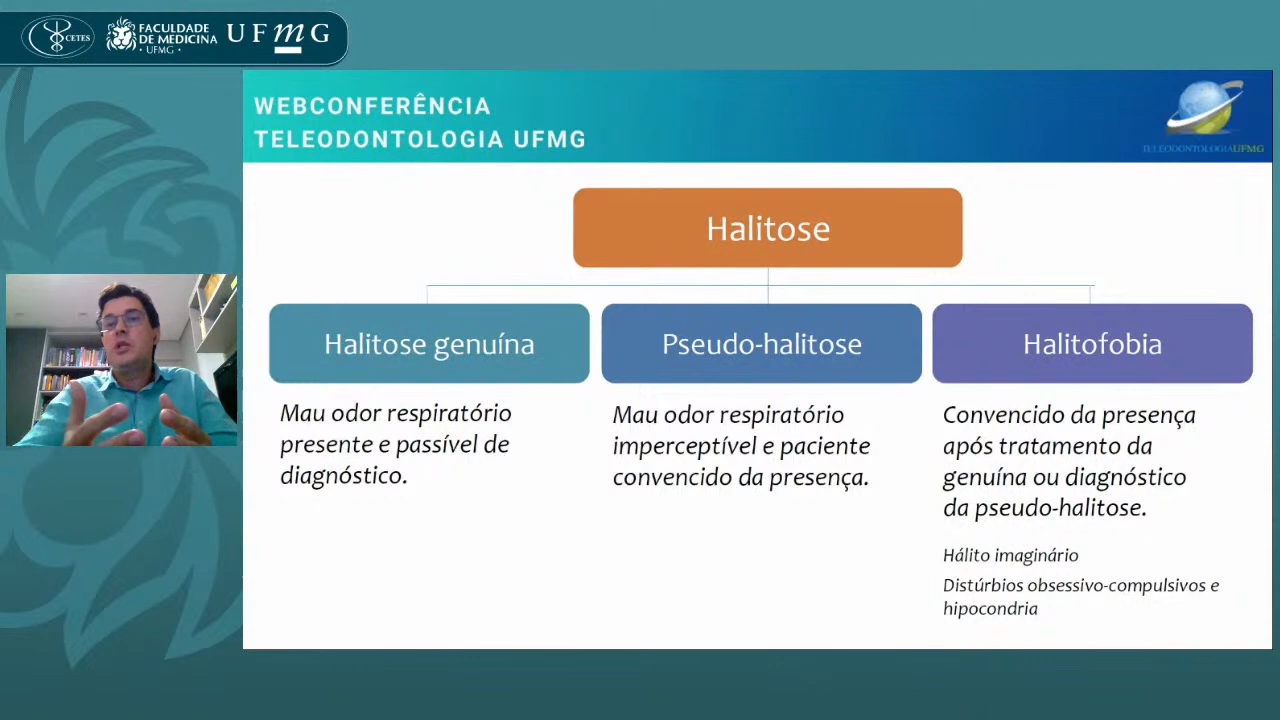 CETES
FACULDADE
DE MEDICINA
• UFMG •
UFmG
WEBCONFERÊNCIA
TELEODONTOLOGIA UFMG
TELEODONTOLOGIAUFMG
Halitose
Halitose genuína
Mau odor respiratório
presente e passível de
diagnóstico.
Pseudo-halitose
Mau odor respiratório
imperceptível e paciente
convencido da presença.
Halitofobia
Convencido da presença
após tratamento da
genuína ou diagnóstico
da pseudo-halitose.
Hálito imaginário
Distúrbios obsessivo-compulsivos e
hipocondria